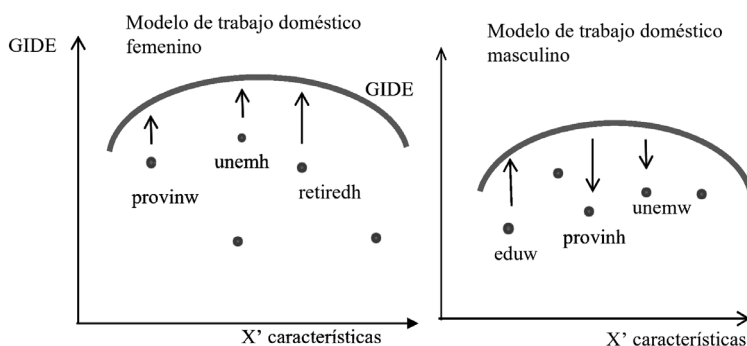 Modelo de trabajo doméstico
femenino
GIDE
GIDE
provinw
unemh
retiredh
X’ características
Modelo de trabajo doméstico
masculino
eduw
provinh
unemw
X’ características